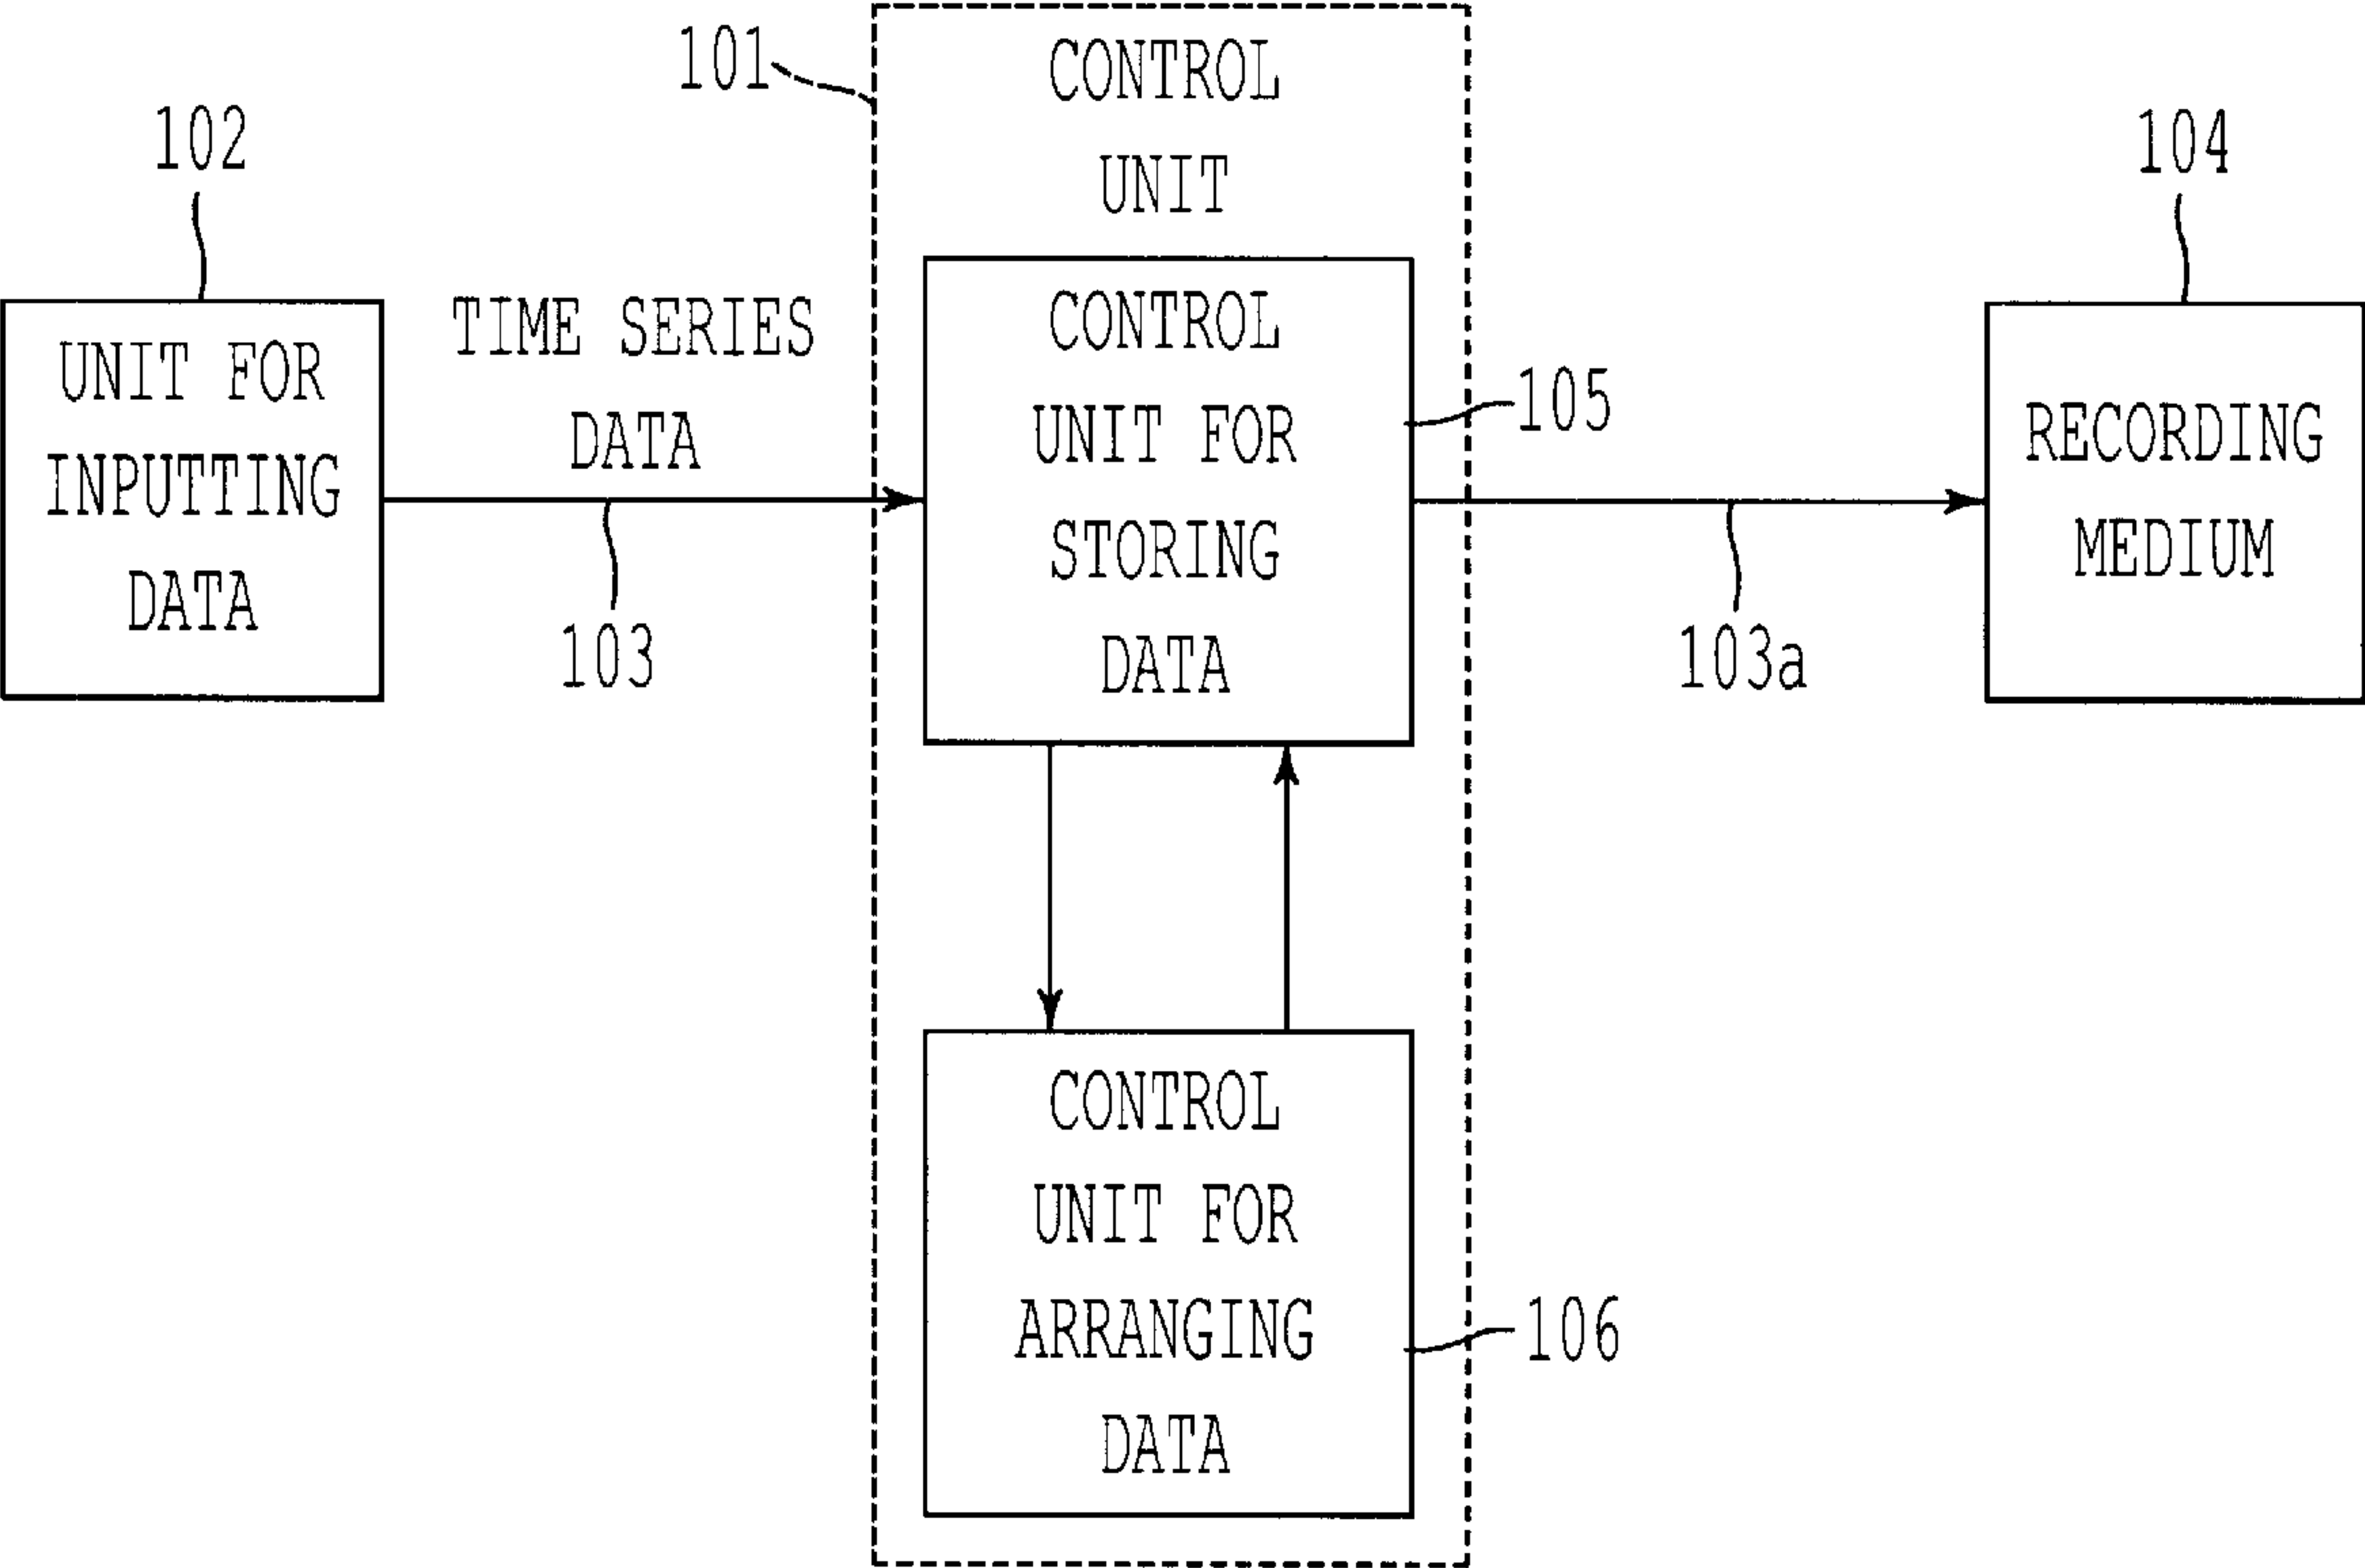 101
CONTROL
UNIT
102
UNIT FOR
INPUTTING
DATA
TIME SERIES
DATA
103
CONTROL
UNIT FOR
STORING
DATA
105
103a
104
RECORDING
MEDIUM
CONTROL
UNIT FOR
ARRANGING
DATA
106